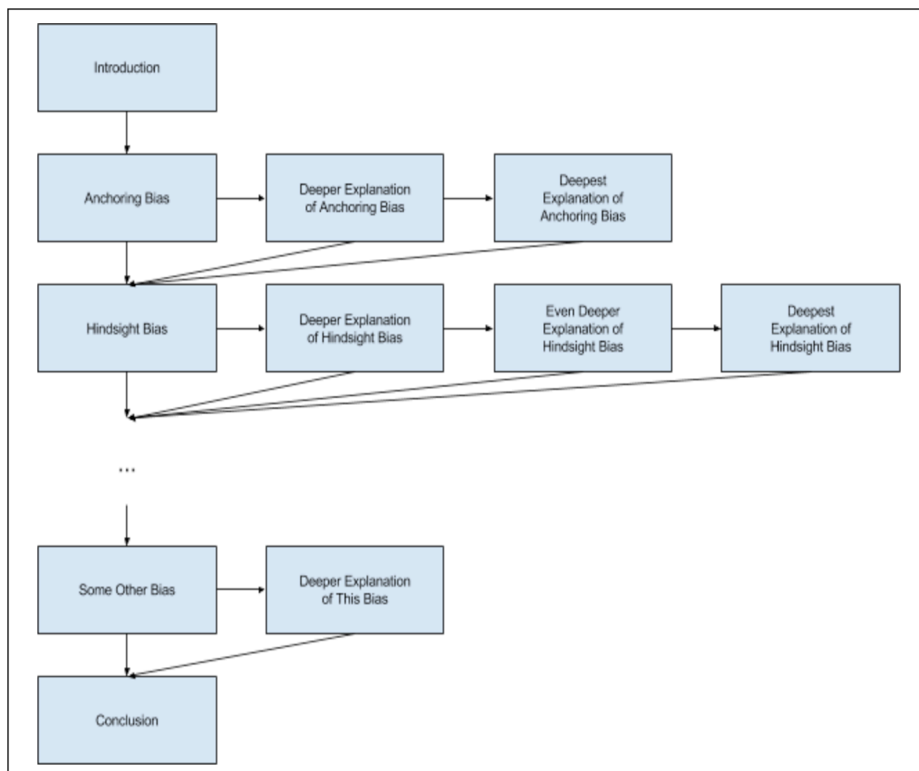 Introduction
Anchoring Bias
Deeper Explanation
of Anchoring Bias
Deepest
Explanation of
Anchoring Bias
Hindsight Bias
Deeper Explanation
of Hindsight Bias
Even Deeper
Explanation of
Hindsight Bias
Deepest
Explanation of
Hindsight Bias
...
Some Other Bias
Deeper Explanation
of This Bias
Conclusion